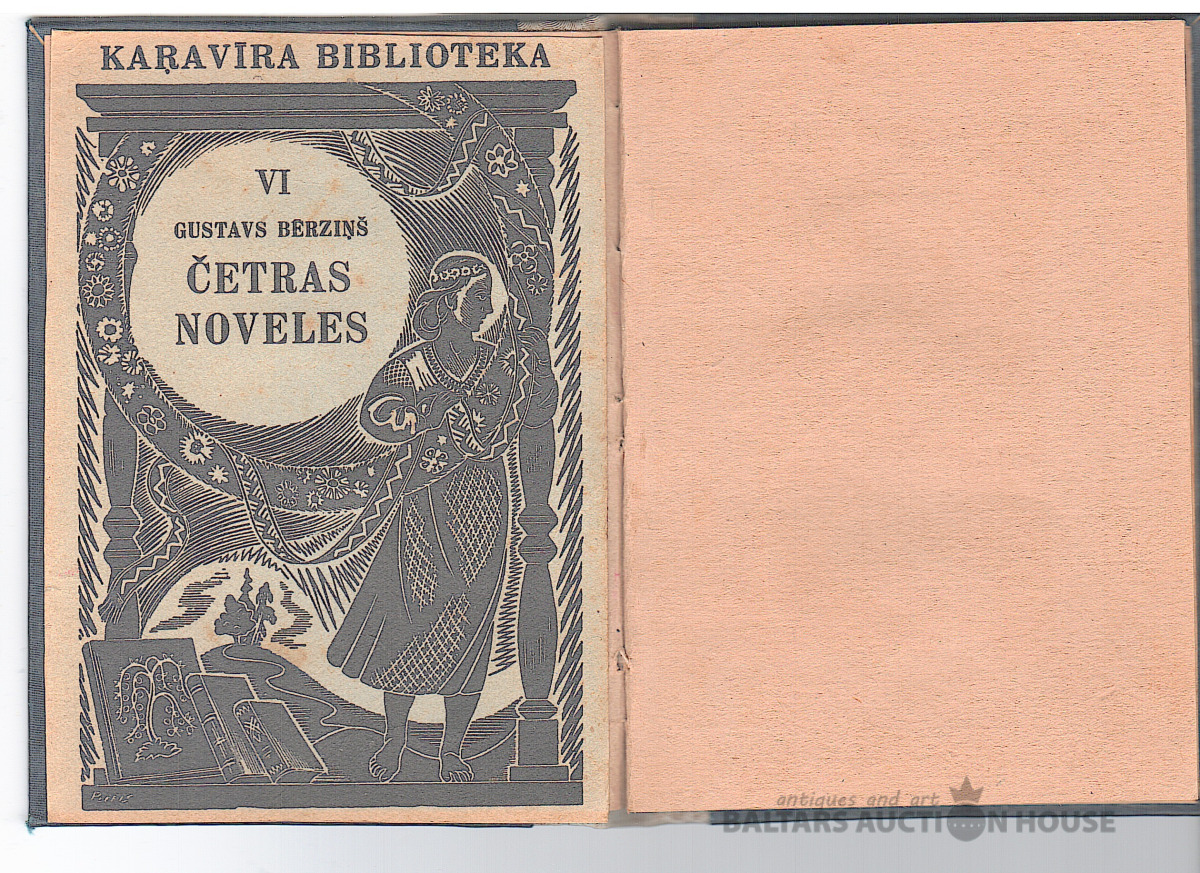 KAŖAVĪRA BIBLIOTEKA
VI
GUSTAVS BĒRZIŅŠ
ČETRAS
NOVELES
antiques and art
BALTARS AUCTION HOUSE